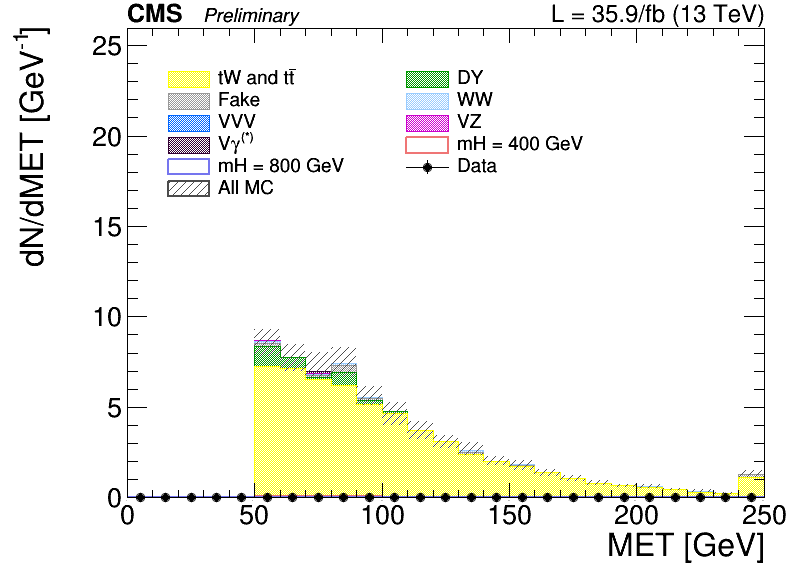 CMS Preliminary L = 35.9/fb (13 TeV)
dN/dMET [GeV⁻¹]
25
20
15
10
5
0
tW and tt̄ DY
Fake WW
VVV VZ
Vγ(*) mH = 400 GeV
mH = 800 GeV Data
All MC
0 50 100 150 200 250
MET [GeV]